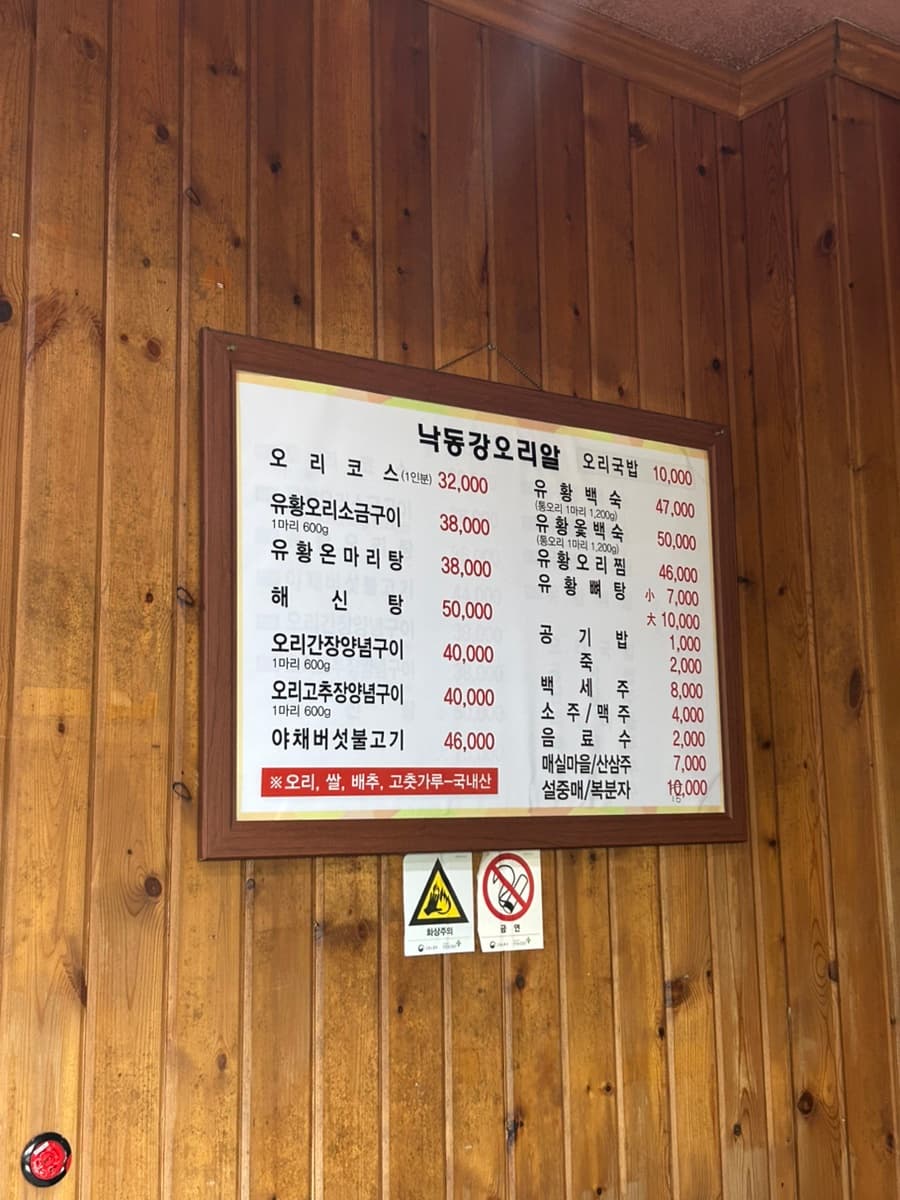 낙동강오리알
오 리 코 스 (1인분) 32,000
유황오리소금구이 38,000
1마리 600g
유황온마리탕 38,000
해 신 탕 50,000
오리간장양념구이 40,000
1마리 600g
오리고추장양념구이 40,000
1마리 600g
야채버섯불고기 46,000
※오리, 쌀, 배추, 고춧가루-국내산
오리국밥 10,000
유 황 백 숙 47,000
(통오리 1마리 1,200g)
유황옻백숙 50,000
(통오리 1마리 1,200g)
유황오리찜 46,000
유 황 뼈 탕 小 7,000
大 10,000
공 기 밥 1,000
죽 2,000
백 세 주 8,000
소 주/맥 주 4,000
음 료 수 2,000
매실마을/산삼주 7,000
설중매/복분자 10,000
화상주의
금 연